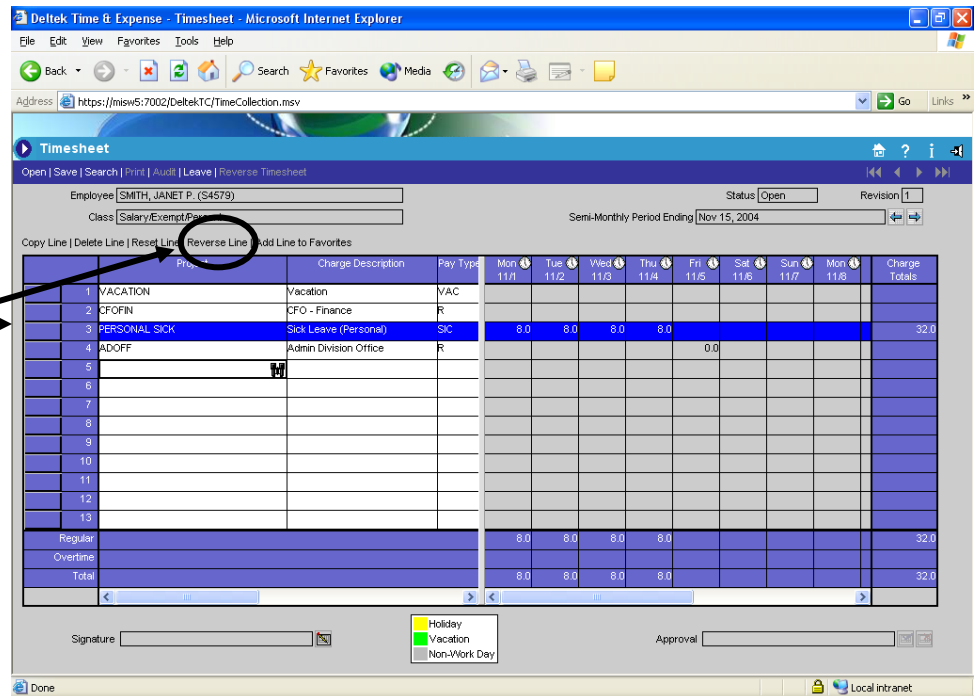 Deltek Time & Expense - Timesheet - Microsoft Internet Explorer
File Edit View Favorites Tools Help
Back Search Favorites Media
Address https://misw5:7002/DeltekTC/TimeCollection.msv Go Links »
Timesheet
Open | Save | Search | Print | Audit | Leave | Reverse Timesheet
Employee SMITH, JANET P. (S4579) Status Open Revision 1
Class Salary/Exempt/ Semi-Monthly Period Ending Nov 15, 2004
Copy Line | Delete Line | Reset Line | Reverse Line | Add Line to Favorites
Project Charge Description Pay Type Mon Tue Wed Thu Fri Sat Sun Mon Charge
11/1 11/2 11/3 11/4 11/5 11/6 11/7 11/8 Totals
1 VACATION Vacation VAC
2 CFOFIN CFO - Finance R
3 PERSONAL SICK Sick Leave (Personal) SIC 8.0 8.0 8.0 8.0 32.0
4 ADOFF Admin Division Office R 0.0
5
6
7
8
9
10
11
12
13
Regular 8.0 8.0 8.0 8.0 32.0
Overtime
Total 8.0 8.0 8.0 8.0 32.0
Signature Holiday Approval
Vacation
Non-Work Day
Done Local intranet